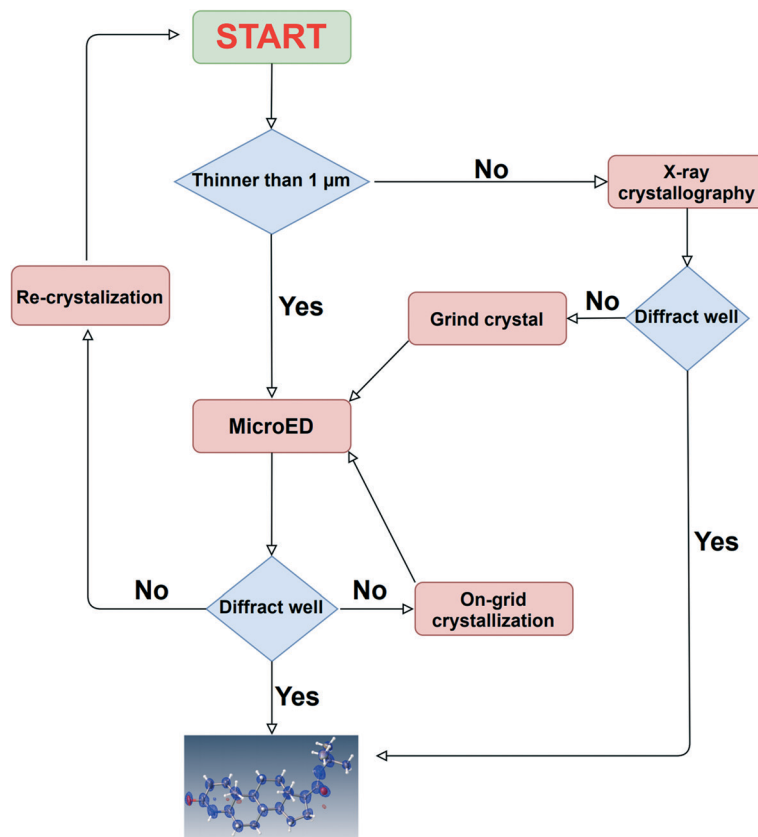 START
Thinner than 1 µm
No
X-ray
crystallography
Re-crystalization
Yes
Grind crystal
No
Diffract well
MicroED
Yes
No
Diffract well
No
On-grid
crystallization
Yes